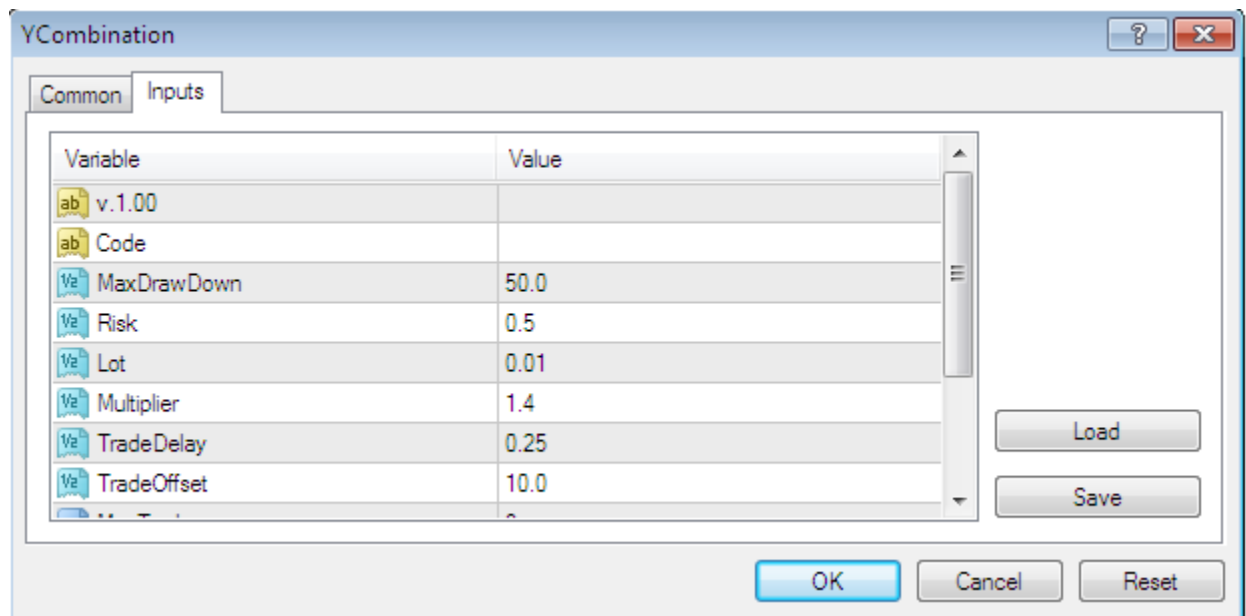 YCombination
Common Inputs
Variable Value
v.1.00
Code
MaxDrawDown 50.0
Risk 0.5
Lot 0.01
Multiplier 1.4
TradeDelay 0.25
TradeOffset 10.0
Load
Save
OK Cancel Reset